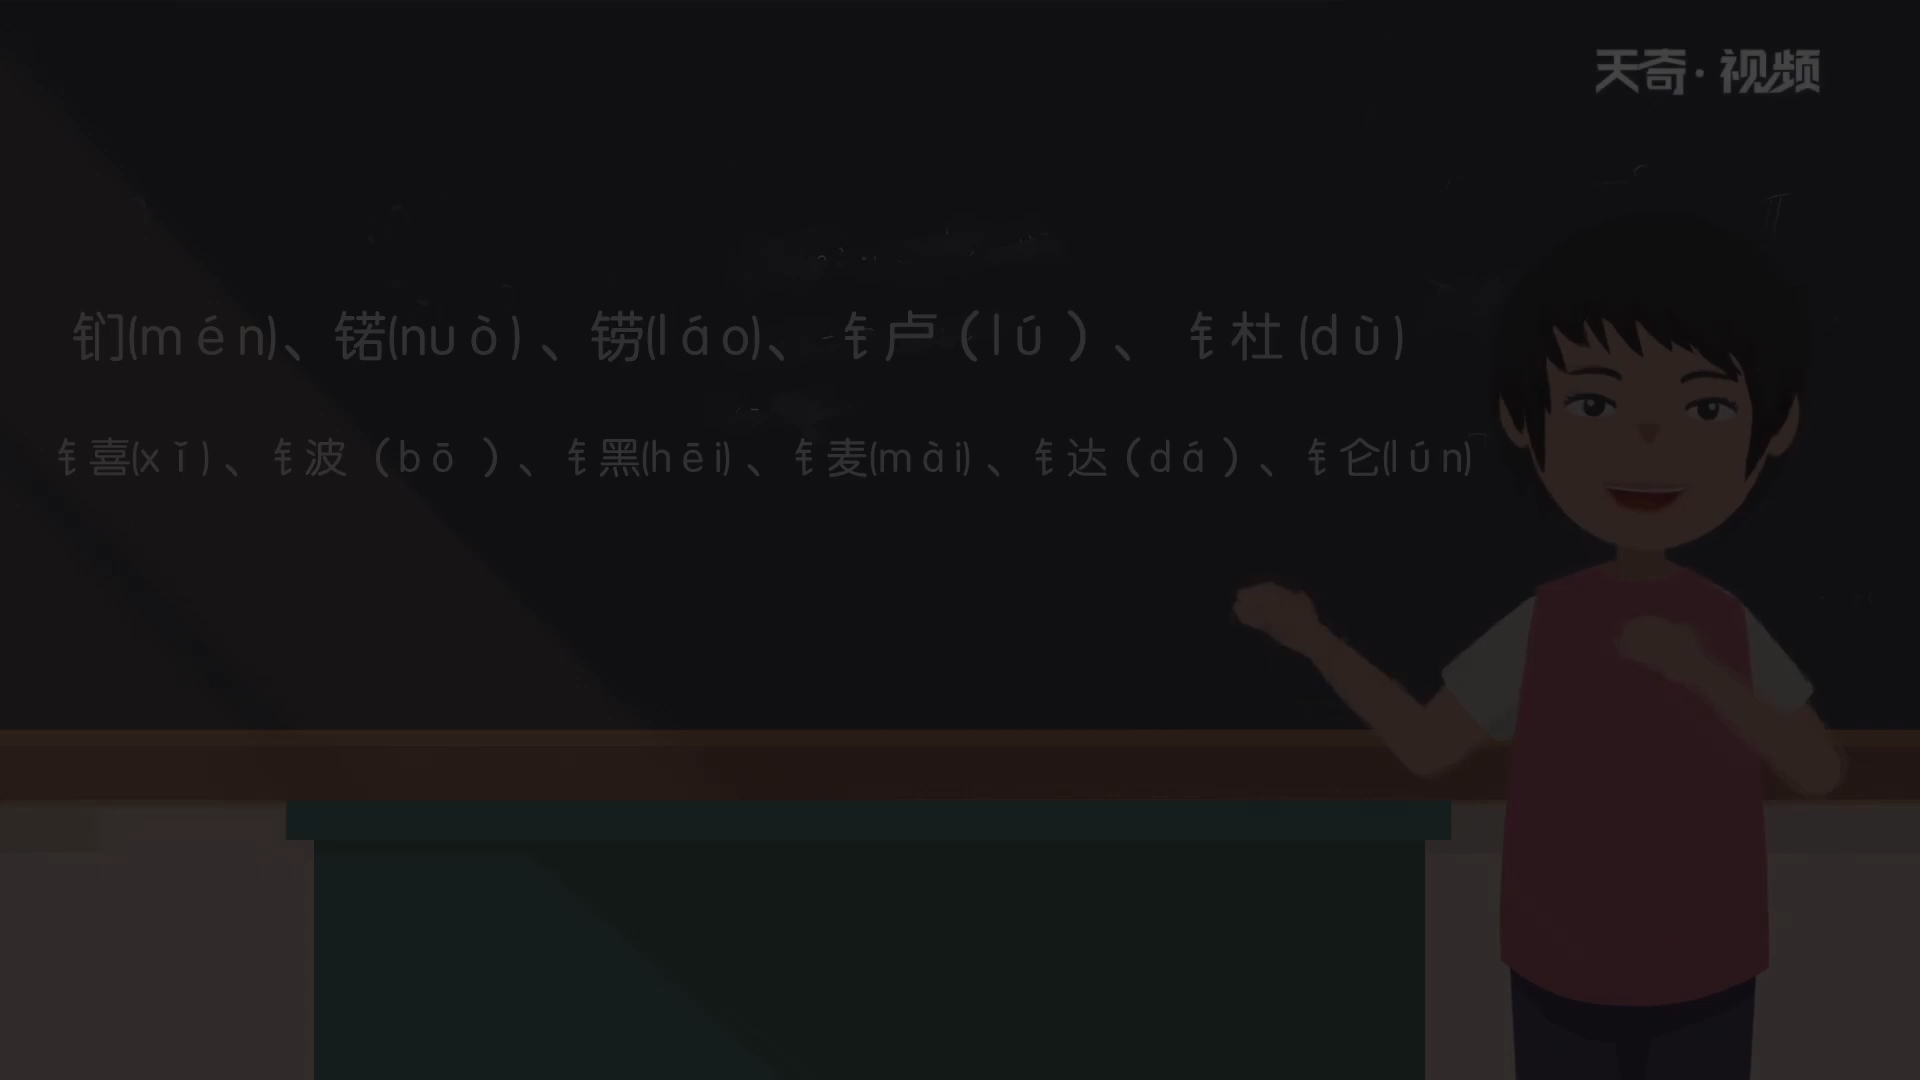 天奇·视频
钔(mén)、锘(nuò)、铹(láo)、钅卢（lú）、钅杜(dù)
钅喜(xǐ)、钅波（bō）、钅黑(hēi)、钅麦(mài)、钅达（dá）、钅仑(lún)